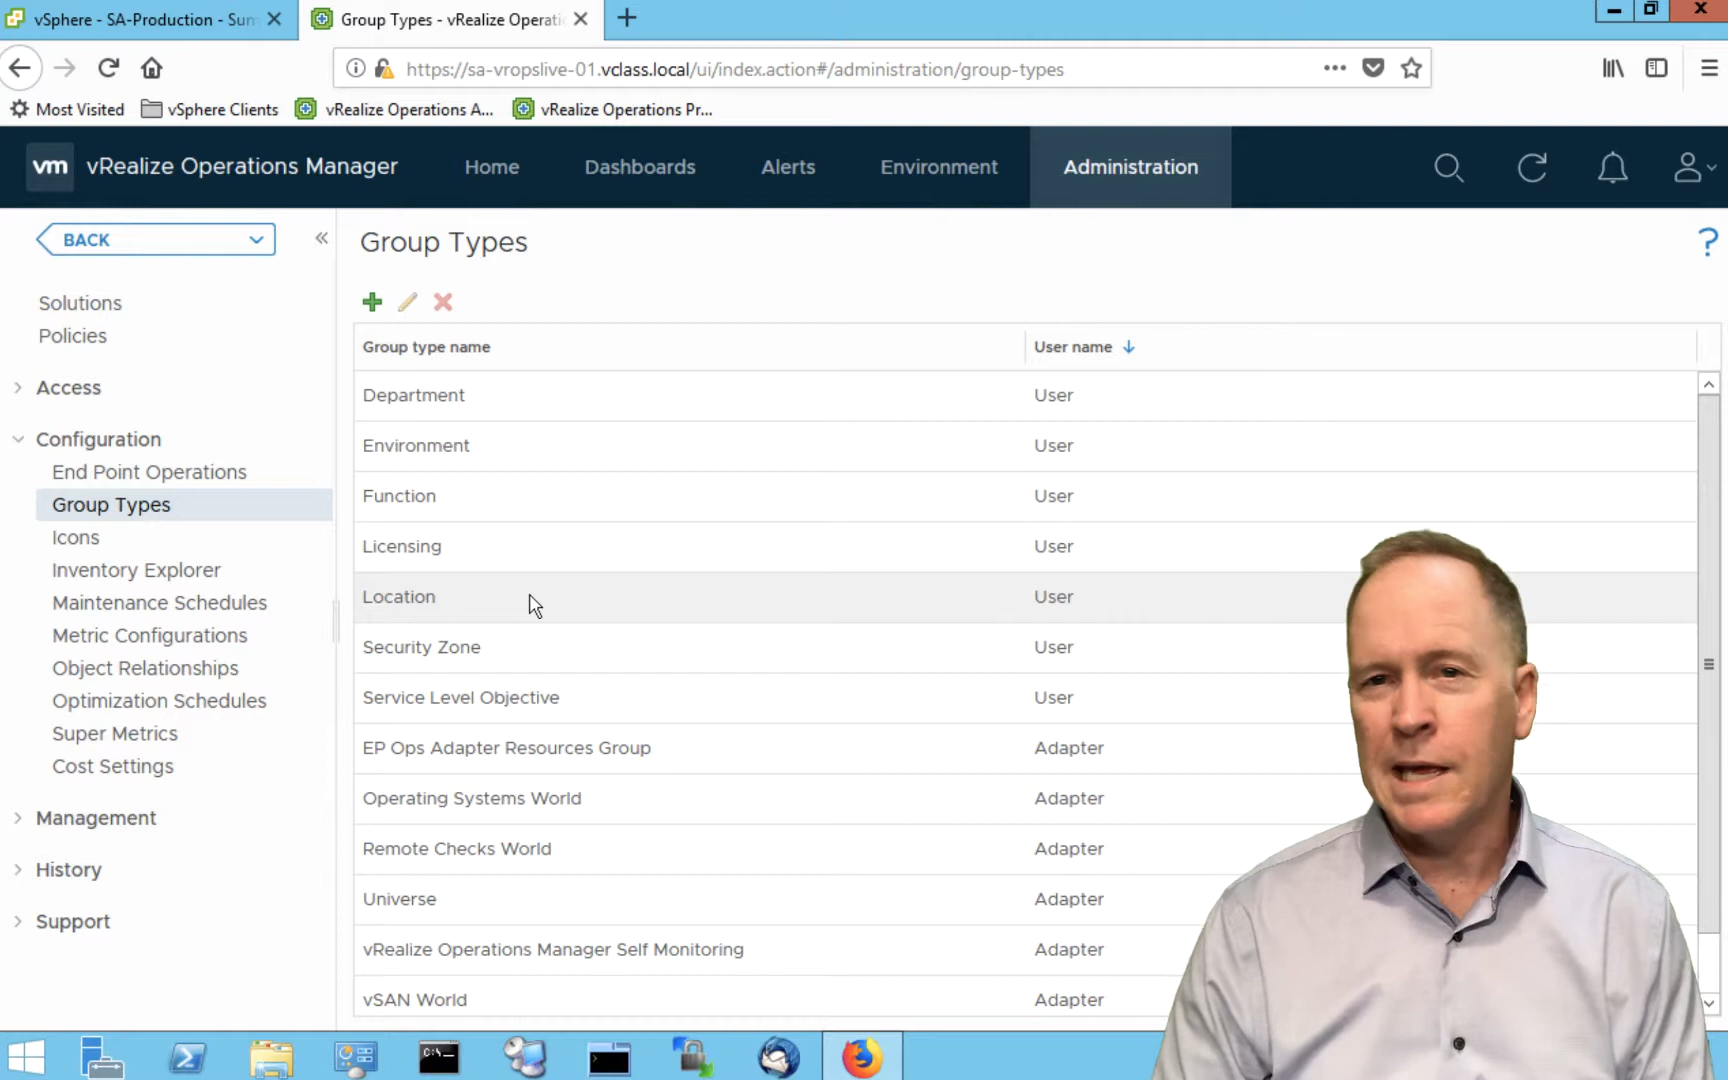 vSphere - SA-Production - Sum
Group Types - vRealize Operati
https://sa-vropslive-01.vclass.local/ui/index.action#/administration/group-types
Most Visited
vSphere Clients
vRealize Operations A...
vRealize Operations Pr...
vm
vRealize Operations Manager
Home
Dashboards
Alerts
Environment
Administration
BACK
Group Types
?
Solutions
Policies
Access
Configuration
End Point Operations
Group Types
Icons
Inventory Explorer
Maintenance Schedules
Metric Configurations
Object Relationships
Optimization Schedules
Super Metrics
Cost Settings
Management
History
Support
Group type name User name
Department User
Environment User
Function User
Licensing User
Location User
Security Zone User
Service Level Objective User
EP Ops Adapter Resources Group Adapter
Operating Systems World Adapter
Remote Checks World Adapter
Universe Adapter
vRealize Operations Manager Self Monitoring Adapter
vSAN World Adapter